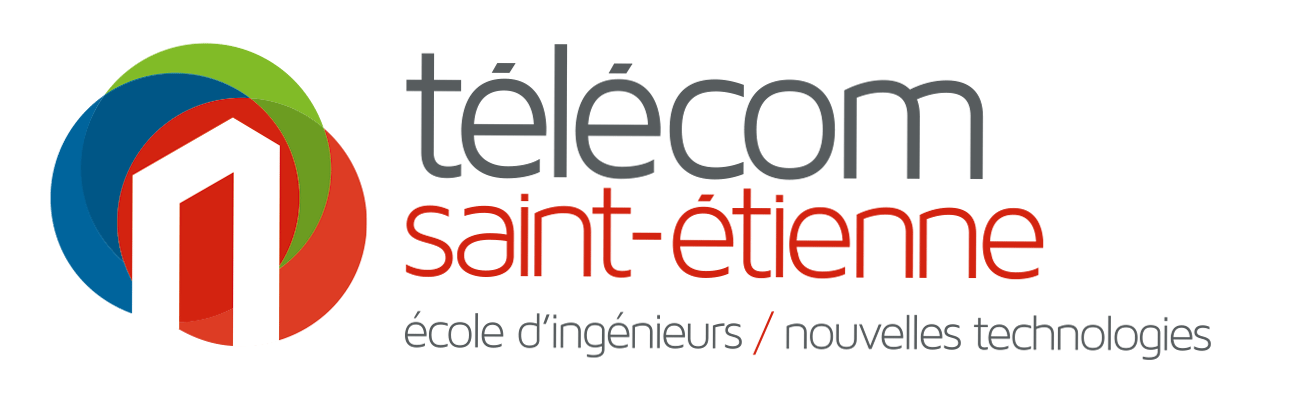 télécom
saint-étienne
école d'ingénieurs / nouvelles technologies